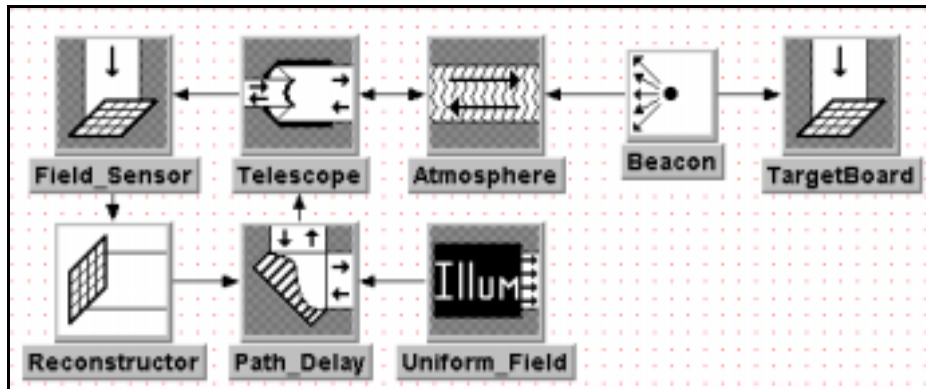 Field_Sensor Telescope Atmosphere Beacon TargetBoard
Illum
Reconstructor Path_Delay Uniform_Field